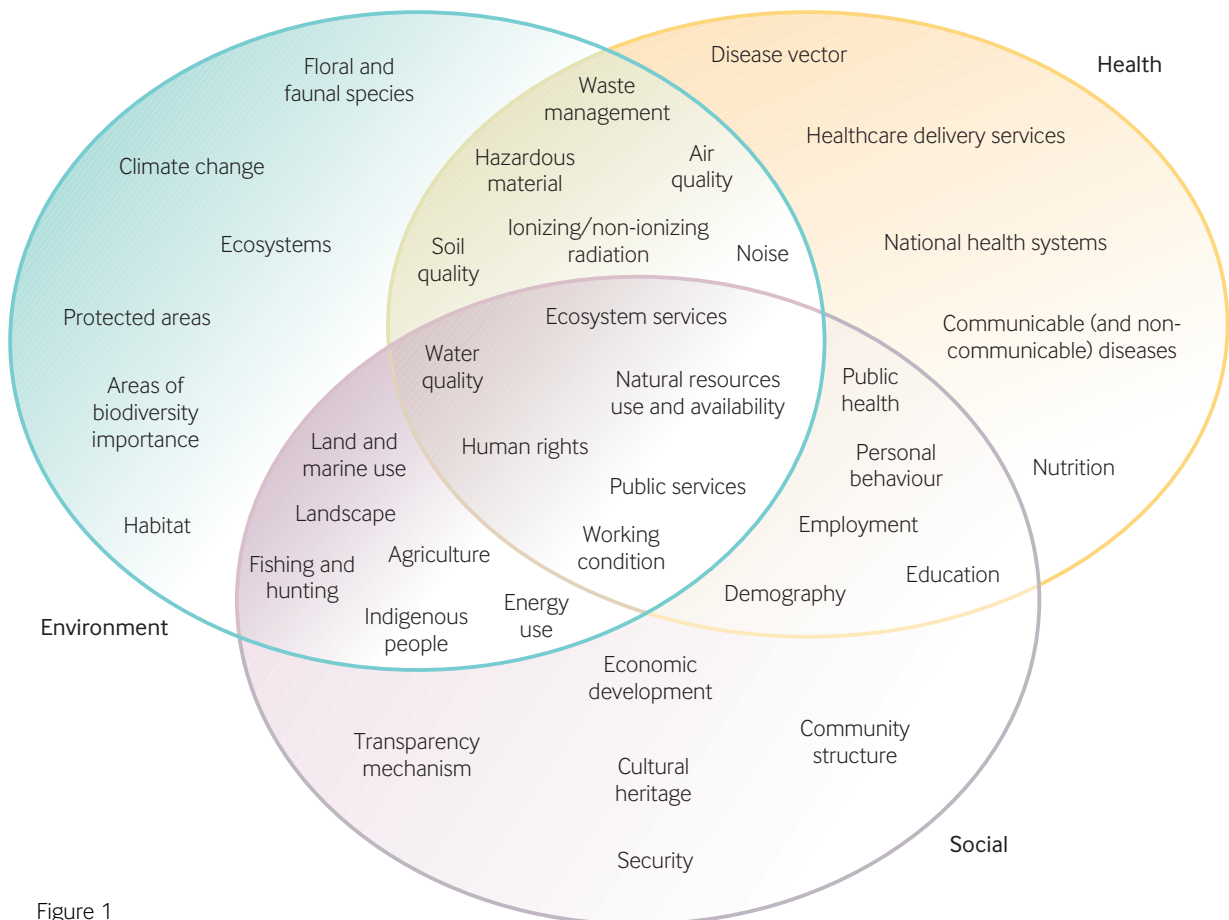 Disease vector
Health
Floral and
faunal species
Waste
management
Healthcare delivery services
Climate change
Hazardous
material
Air
quality
Ecosystems
Soil
quality
Ionizing/non-ionizing
radiation
Noise
National health systems
Protected areas
Ecosystem services
Communicable (and non-
communicable) diseases
Water
quality
Natural resources
use and availability
Public
health
Areas of
biodiversity
importance
Land and
marine use
Human rights
Personal
behaviour
Nutrition
Public services
Habitat
Landscape
Employment
Fishing and
hunting
Agriculture
Working
condition
Education
Demography
Environment
Indigenous
people
Energy
use
Economic
development
Transparency
mechanism
Community
structure
Cultural
heritage
Security
Social
Figure 1